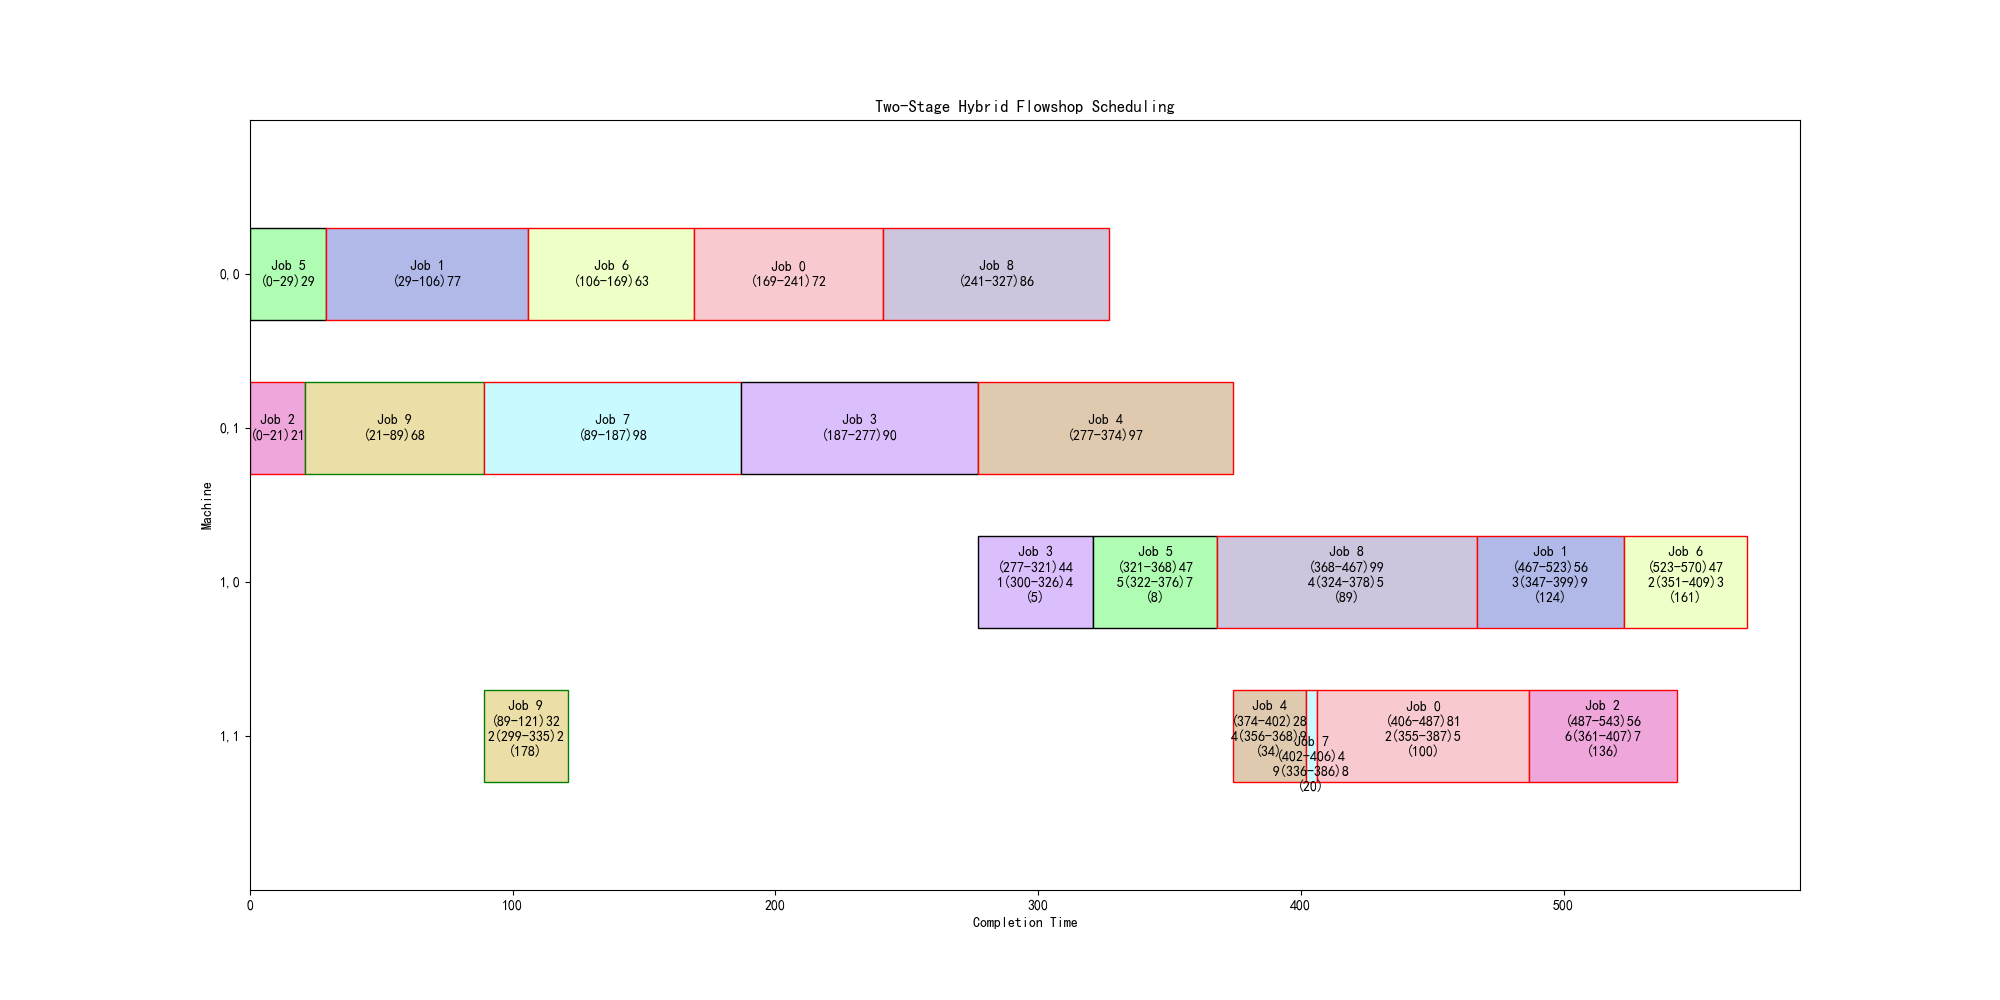 Two-Stage Hybrid Flowshop Scheduling
0,0
Job 5
(0-29)29
Job 1
(29-106)77
Job 6
(106-169)63
Job 0
(169-241)72
Job 8
(241-327)86
0,1
Job 2
(0-21)21
Job 9
(21-89)68
Job 7
(89-187)98
Job 3
(187-277)90
Job 4
(277-374)97
Machine
1,0
Job 3
(277-321)44
1(300-326)4
(5)
Job 5
(321-368)47
5(322-376)7
(8)
Job 8
(368-467)99
4(324-378)5
(89)
Job 1
(467-523)56
3(347-399)9
(124)
Job 6
(523-570)47
2(351-409)3
(161)
1,1
Job 9
(89-121)32
2(299-335)2
(178)
Job 4
(374-402)28
4(356-368)
(34)
Job 7
(402-406)4
9(336-386)8
(20)
Job 0
(406-487)81
2(355-387)5
(100)
Job 2
(487-543)56
6(361-407)7
(136)
0
100
200
300
400
500
Completion Time